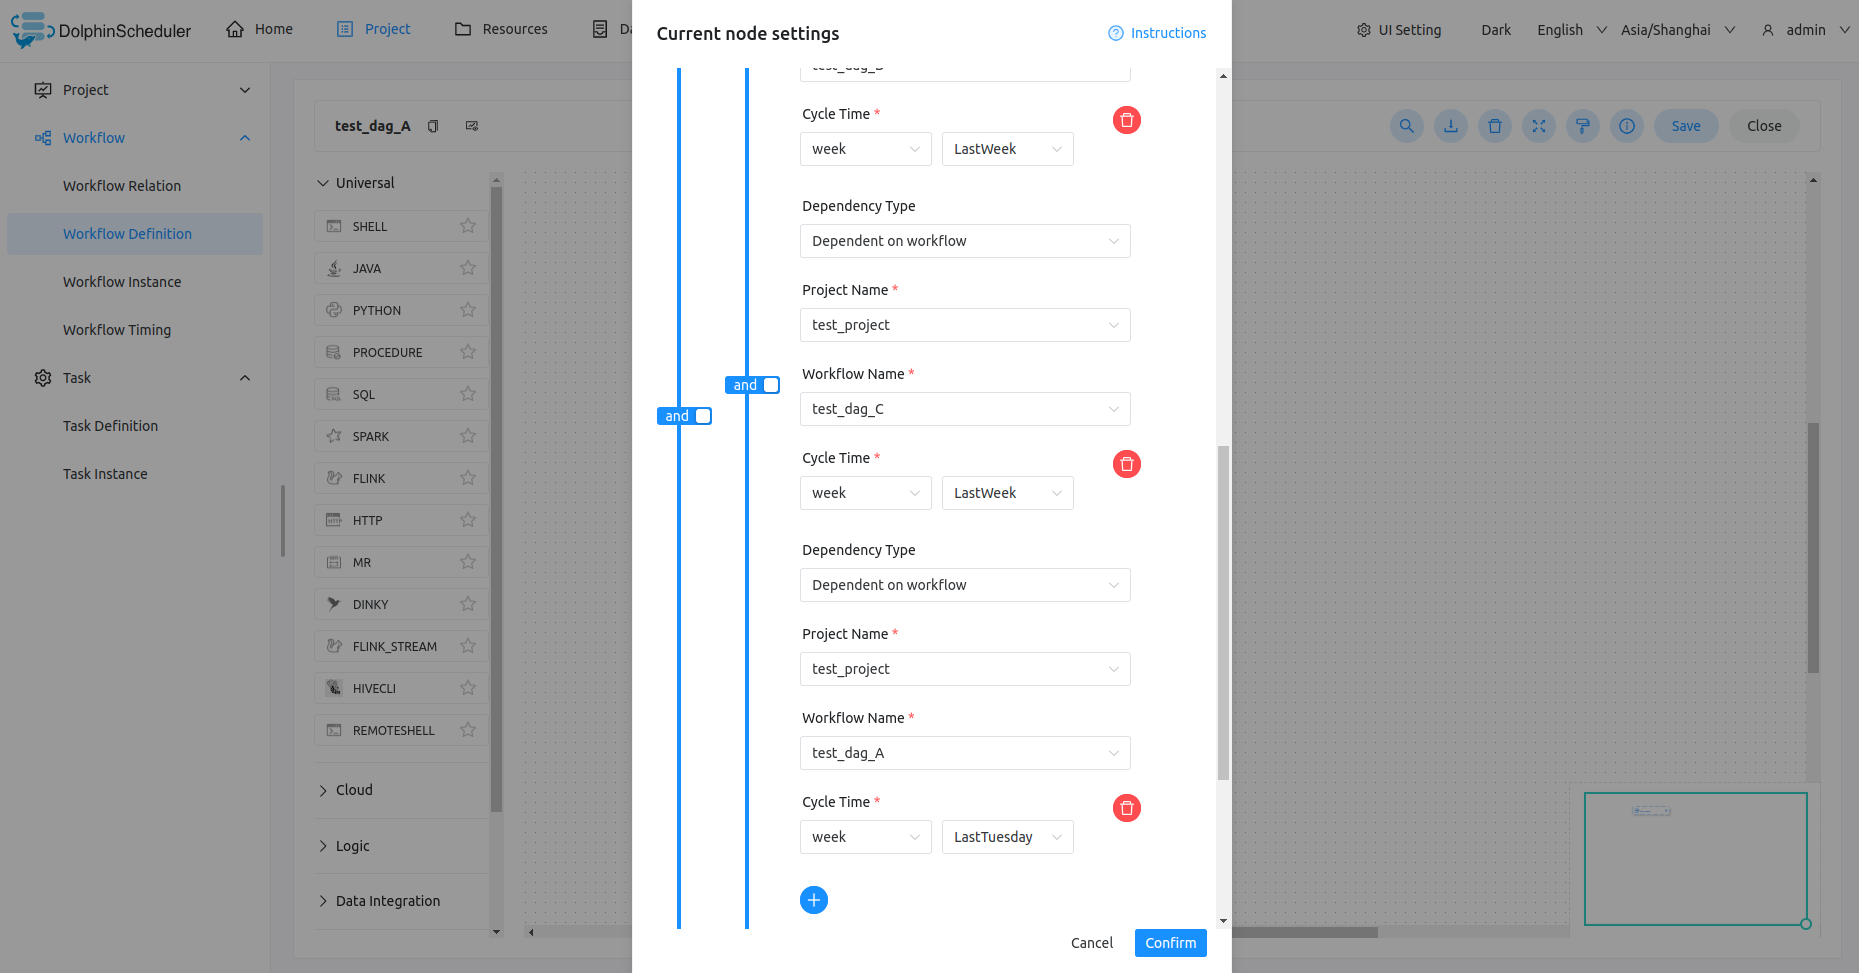 DolphinScheduler
Home
Project
Resources
UI Setting
Dark
English
Asia/Shanghai
admin
Project
Workflow
Workflow Relation
Workflow Definition
Workflow Instance
Workflow Timing
Task
Task Definition
Task Instance
test_dag_A
Save
Close
Universal
SHELL
JAVA
PYTHON
PROCEDURE
SQL
SPARK
FLINK
HTTP
MR
DINKY
FLINK_STREAM
HIVECLI
REMOTESHELL
Cloud
Logic
Data Integration
Current node settings
Instructions
Cycle Time *
week
LastWeek
Dependency Type
Dependent on workflow
Project Name *
test_project
Workflow Name *
and
test_dag_C
and
Cycle Time *
week
LastWeek
Dependency Type
Dependent on workflow
Project Name *
test_project
Workflow Name *
test_dag_A
Cycle Time *
week
LastTuesday
Cancel
Confirm